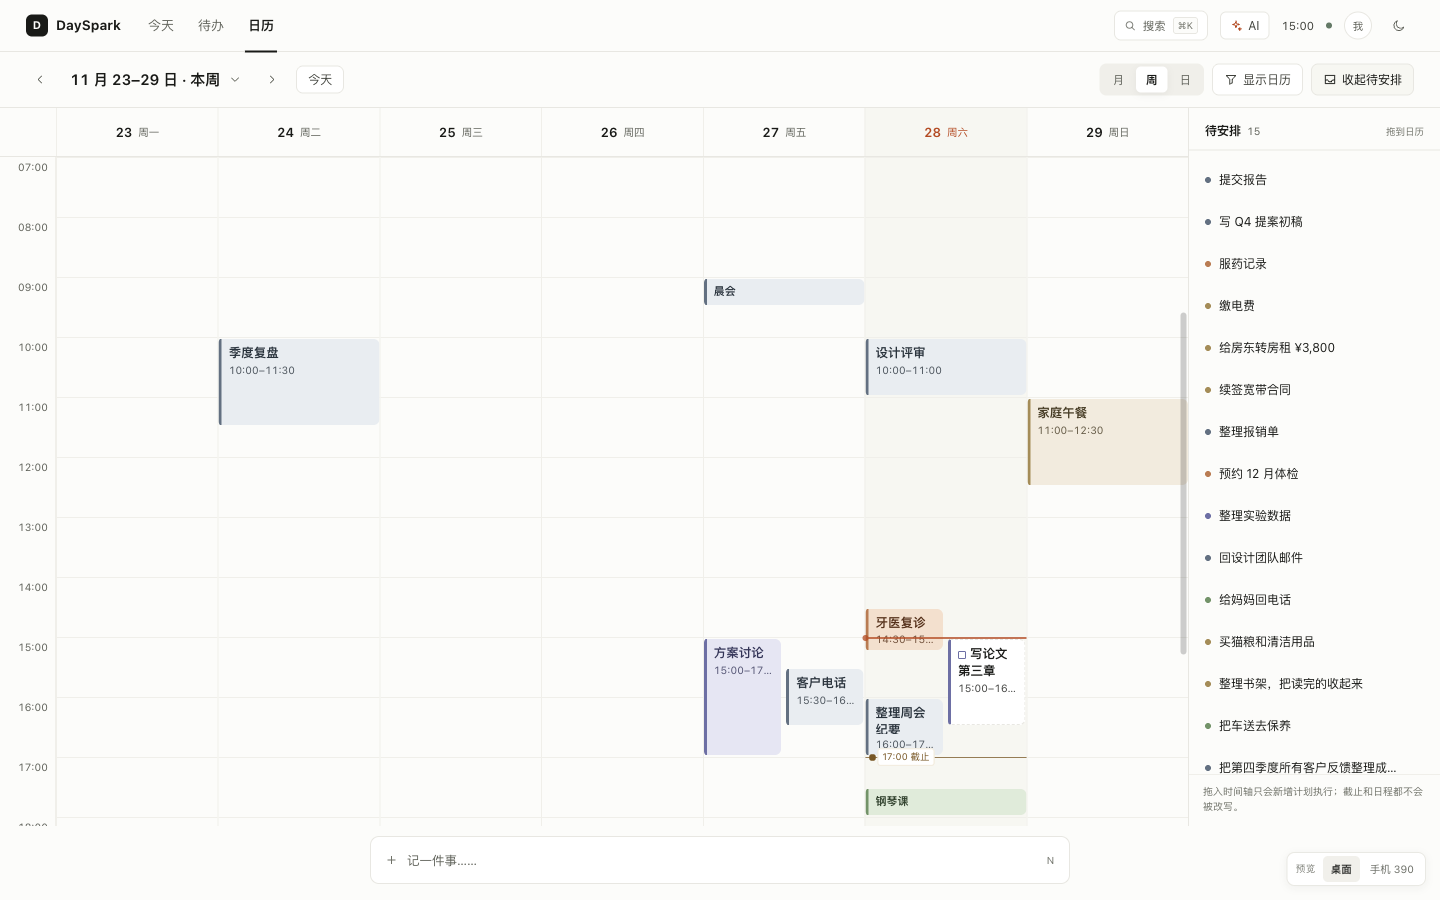 D DaySpark 今天 待办 日历 搜索 ⌘K AI 15:00 我
11 月 23–29 日 · 本周 今天 月 周 日 显示日历 收起待安排
23 周一 24 周二 25 周三 26 周四 27 周五 28 周六 29 周日
待安排 15 拖到日历
07:00
08:00
09:00
10:00
11:00
12:00
13:00
14:00
15:00
16:00
17:00
季度复盘
10:00–11:30
晨会
方案讨论
15:00–17...
客户电话
15:30–16...
设计评审
10:00–11:00
牙医复诊
14:30–15...
写论文
第三章
15:00–16...
整理周会
纪要
16:00–17...
17:00 截止
钢琴课
家庭午餐
11:00–12:30
提交报告
写 Q4 提案初稿
服药记录
缴电费
给房东转房租 ¥3,800
续签宽带合同
整理报销单
预约 12 月体检
整理实验数据
回设计团队邮件
给妈妈回电话
买猫粮和清洁用品
整理书架，把读完的收起来
把车送去保养
把第四季度所有客户反馈整理成...
拖入时间轴只会新增计划执行；截止和日程都不会
被改写。
+ 记一件事…… N
预览 桌面 手机 390